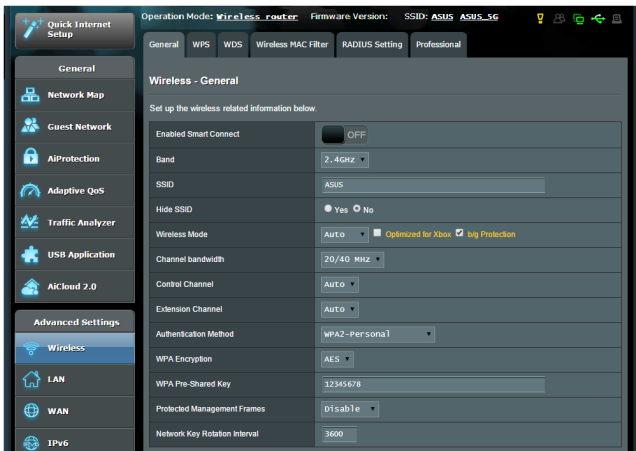 Quick Internet Setup
Operation Mode: Wireless router Firmware Version: SSID: ASUS ASUS_5G
General WPS WDS Wireless MAC Filter RADIUS Setting Professional
General
Network Map
Guest Network
AiProtection
Adaptive QoS
Traffic Analyzer
USB Application
AiCloud 2.0
Advanced Settings
Wireless
LAN
WAN
IPv6
Wireless - General
Set up the wireless related information below.
Enabled Smart Connect OFF
Band 2.4GHz
SSID ASUS
Hide SSID Yes No
Wireless Mode Auto Optimized for Xbox b/g Protection
Channel bandwidth 20/40 MHz
Control Channel Auto
Extension Channel Auto
Authentication Method WPA2-Personal
WPA Encryption AES
WPA Pre-Shared Key 12345678
Protected Management Frames Disable
Network Key Rotation Interval 3600